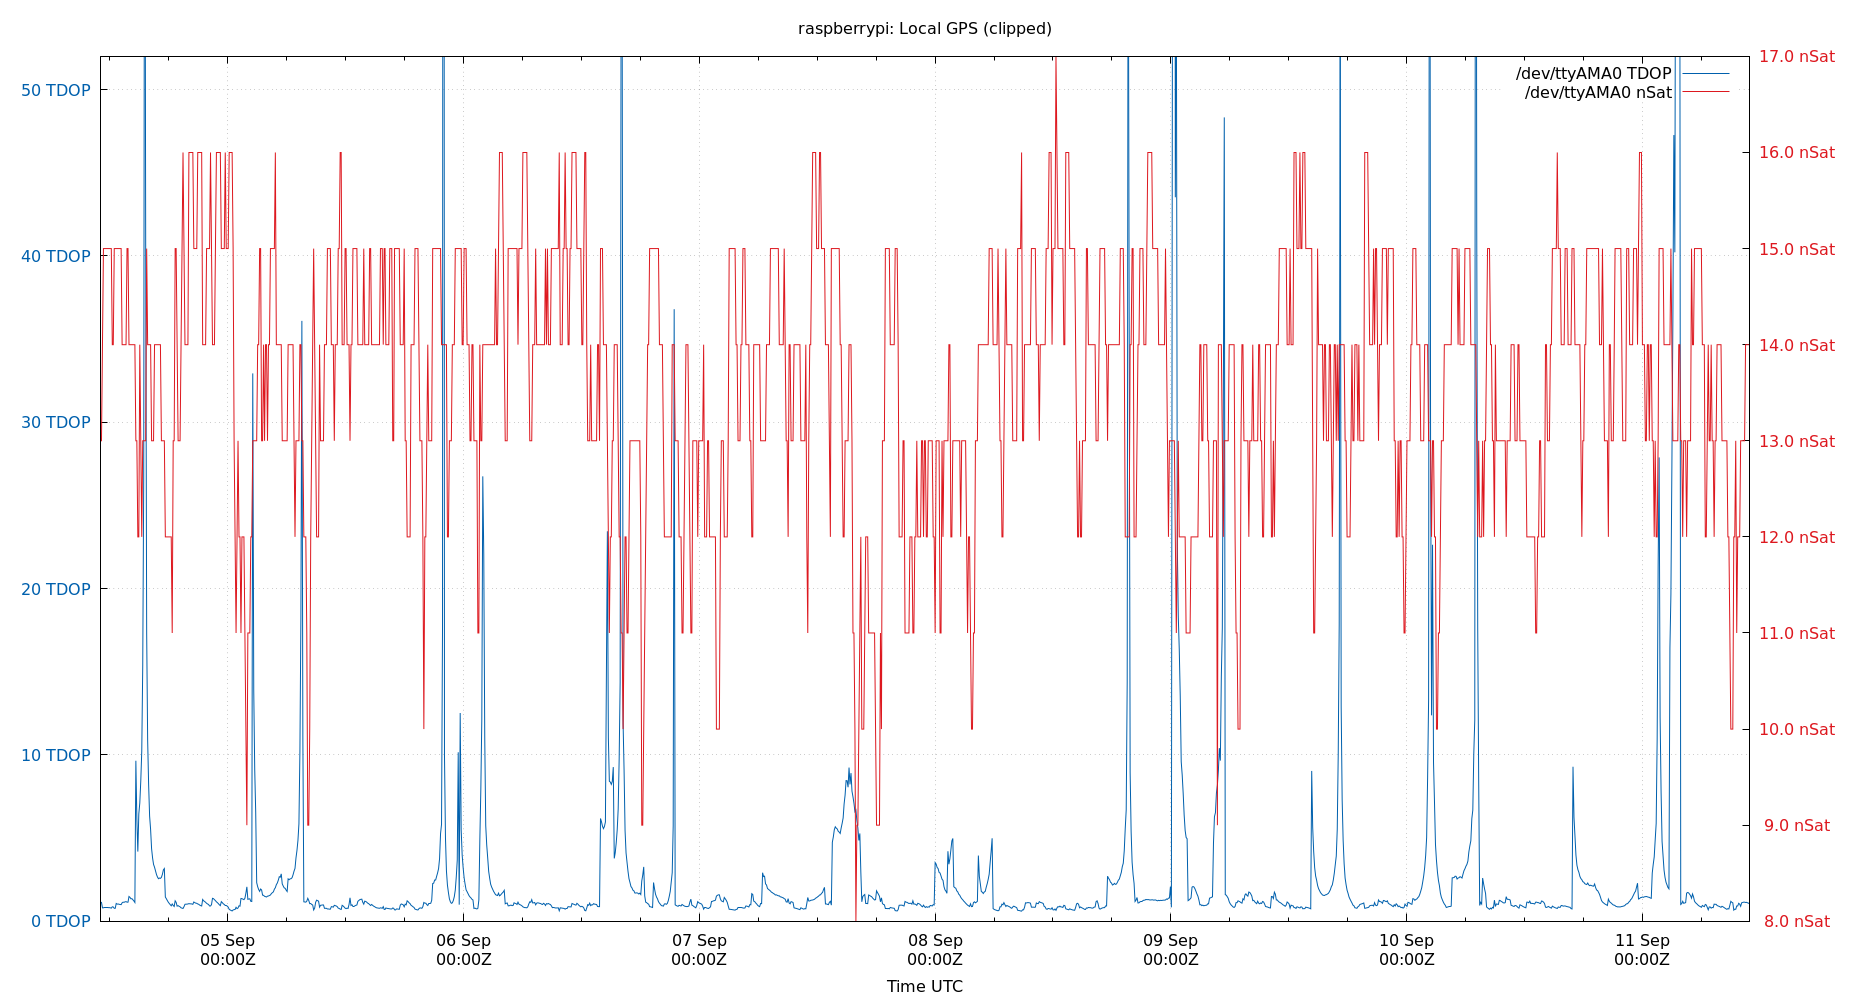 raspberrypi: Local GPS (clipped)
50 TDOP
40 TDOP
30 TDOP
20 TDOP
10 TDOP
0 TDOP
/dev/ttyAMA0 TDOP
/dev/ttyAMA0 nSat
17.0 nSat
16.0 nSat
15.0 nSat
14.0 nSat
13.0 nSat
12.0 nSat
11.0 nSat
10.0 nSat
9.0 nSat
8.0 nSat
05 Sep
00:00Z
06 Sep
00:00Z
07 Sep
00:00Z
08 Sep
00:00Z
09 Sep
00:00Z
10 Sep
00:00Z
11 Sep
00:00Z
Time UTC